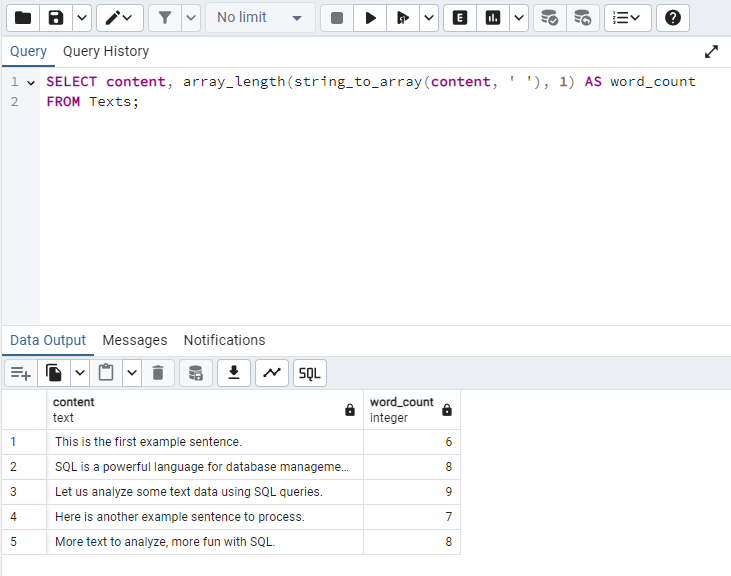 No limit
E
Query Query History
1 SELECT content, array_length(string_to_array(content, ' '), 1) AS word_count
2 FROM Texts;
Data Output Messages Notifications
SQL
content word_count
text integer
1 This is the first example sentence. 6
2 SQL is a powerful language for database manageme... 8
3 Let us analyze some text data using SQL queries. 9
4 Here is another example sentence to process. 7
5 More text to analyze, more fun with SQL. 8